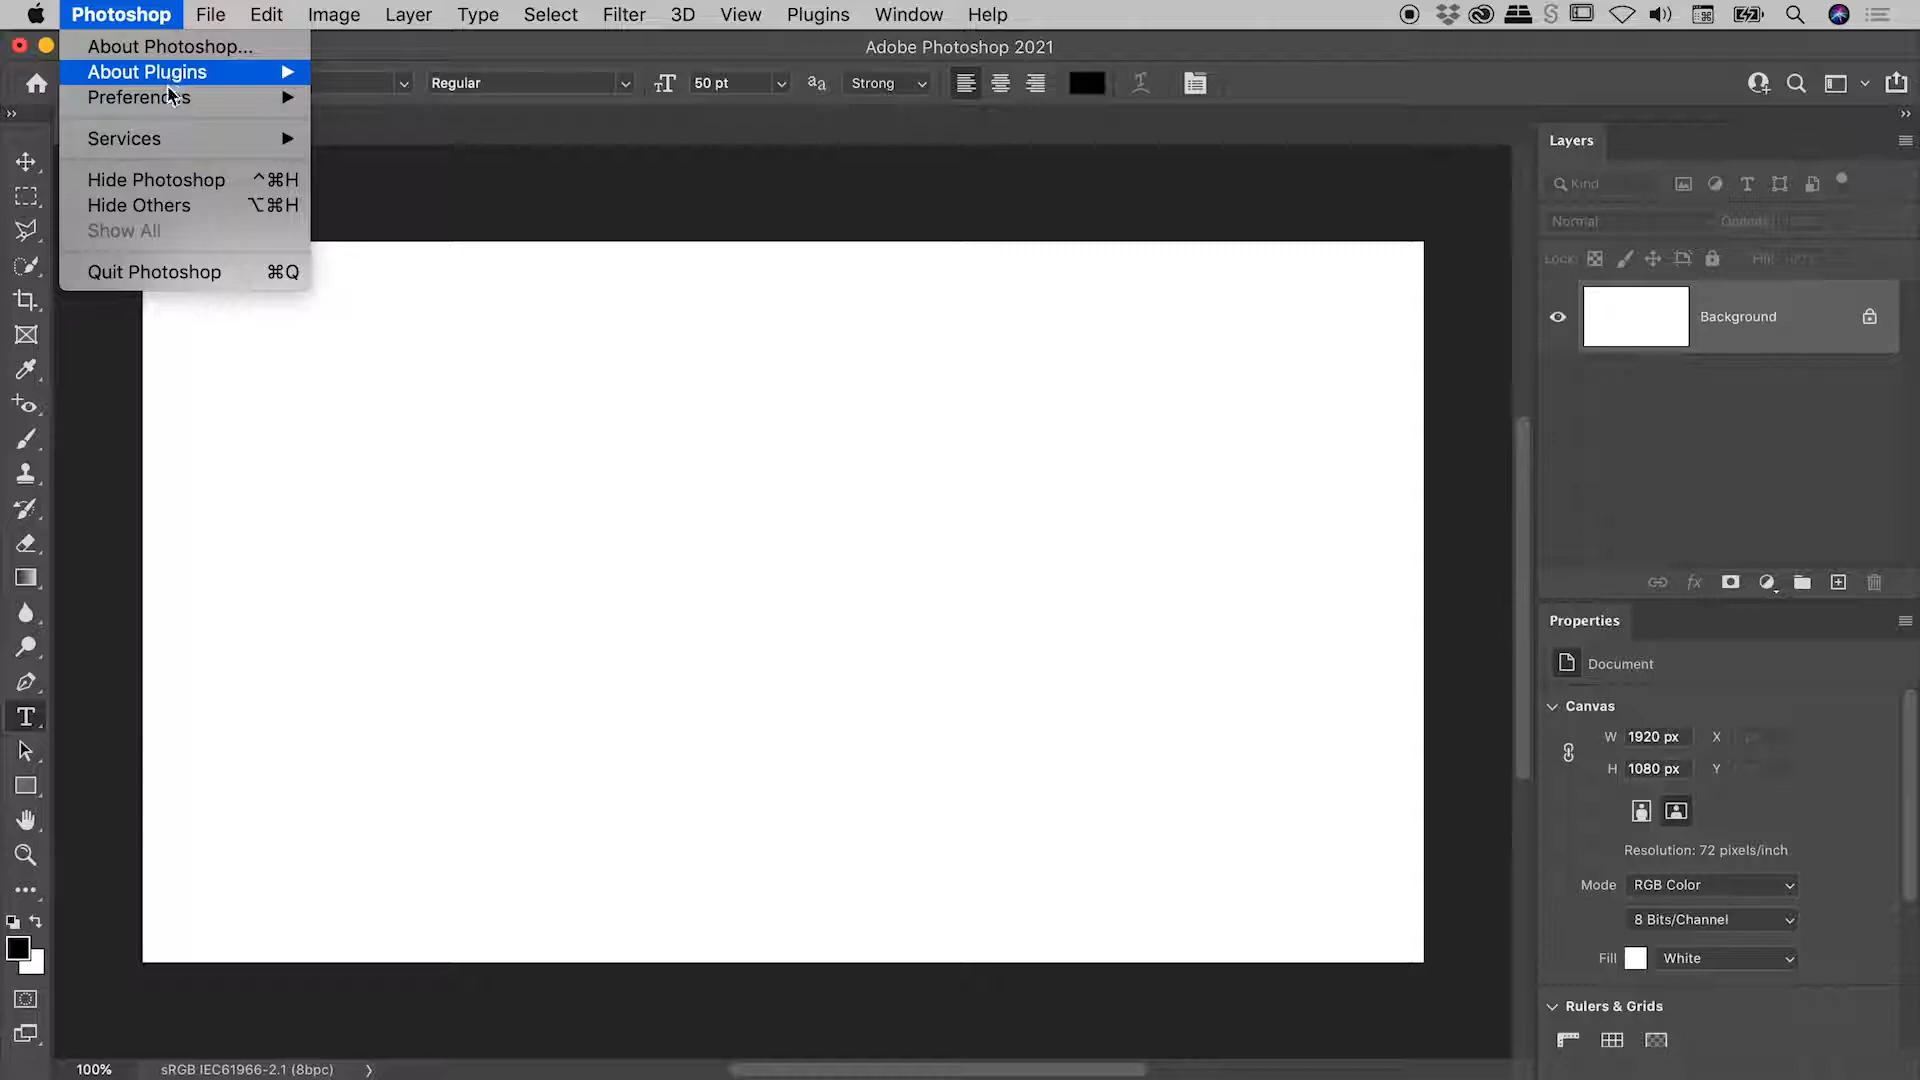 Photoshop File Edit Image Layer Type Select Filter 3D View Plugins Window Help
Adobe Photoshop 2021
About Photoshop...
About Plugins
Preferences
Services
Hide Photoshop ^⌘H
Hide Others ⌥⌘H
Show All
Quit Photoshop ⌘Q
Regular 50 pt Strong
Layers
Kind
Normal
Lock:
Background
Properties
Document
Canvas
W 1920 px X
H 1080 px Y
Resolution: 72 pixels/inch
Mode RGB Color
8 Bits/Channel
Fill White
Rulers & Grids
100% sRGB IEC61966-2.1 (8bpc)